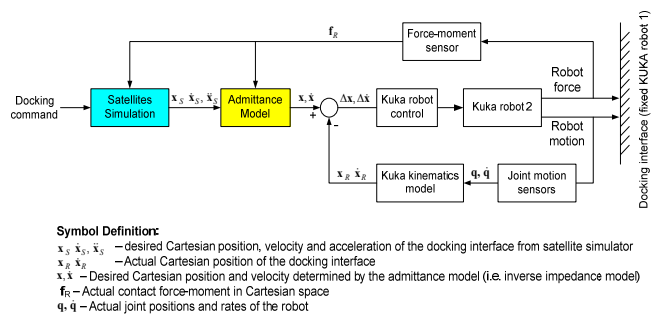 f_R
Force-moment
sensor
Docking
command
Satellites
Simulation
x_S ẋ_S, ẍ_S
Admittance
Model
x, ẋ
+
-
Δx, Δẋ
Kuka robot
control
Kuka robot 2
Robot
force
Robot
motion
Docking interface (fixed KUKA robot 1)
x_R ẋ_R
Kuka kinematics
model
q, q̇
Joint motion
sensors
Symbol Definition:
x_S ẋ_S, ẍ_S – desired Cartesian position, velocity and acceleration of the docking interface from satellite simulator
x_R ẋ_R – Actual Cartesian position of the docking interface
x, ẋ – Desired Cartesian position and velocity determined by the admittance model (i.e. inverse impedance model)
f_R – Actual contact force-moment in Cartesian space
q, q̇ – Actual joint positions and rates of the robot